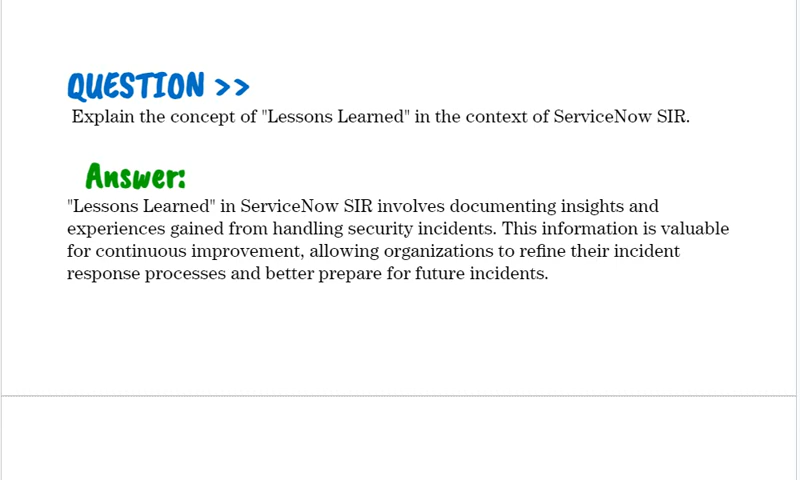 QUESTION >>
Explain the concept of "Lessons Learned" in the context of ServiceNow SIR.
Answer:
"Lessons Learned" in ServiceNow SIR involves documenting insights and
experiences gained from handling security incidents. This information is valuable
for continuous improvement, allowing organizations to refine their incident
response processes and better prepare for future incidents.